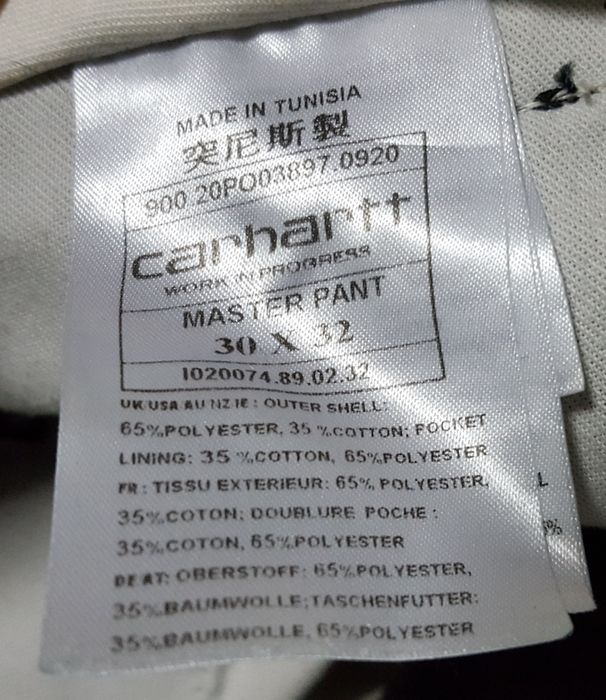 MADE IN TUNISIA
突尼斯製
900 20PO03897 0920
carhartt
WORK IN PROGRESS
MASTER PANT
30 X 32
I020074.89.02.32
UK USA AU NZ IE : OUTER SHELL:
65%POLYESTER, 35 %COTTON; POCKET
LINING: 35 %COTTON, 65%POLYESTER
FR : TISSU EXTERIEUR: 65% POLYESTER,
35%COTON; DOUBLURE POCHE :
35%COTON, 65%POLYESTER
DE AT: OBERSTOFF: 65%POLYESTER,
35%BAUMWOLLE;TASCHENFUTTER:
35%BAUMWOLLE, 65%POLYESTER
L
%